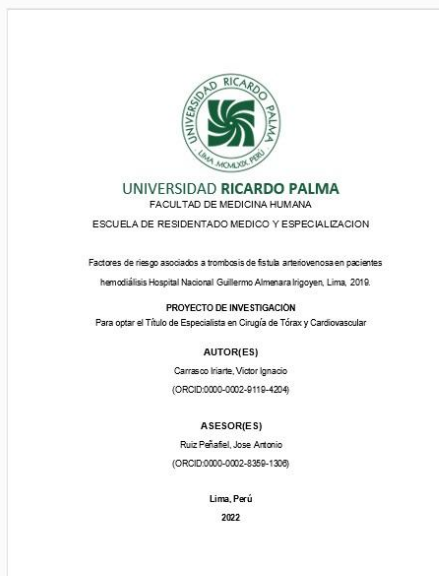 UNIVERSIDAD RICARDO PALMA
LIMA, MCMLXIX, PERÚ
UNIVERSIDAD RICARDO PALMA
FACULTAD DE MEDICINA HUMANA
ESCUELA DE RESIDENTADO MEDICO Y ESPECIALIZACION
Factores de riesgo asociados a trombosis de fistula arteriovenosa en pacientes
hemodiálisis Hospital Nacional Guillermo Almenara Irigoyen, Lima, 2019.
PROYECTO DE INVESTIGACIÓN
Para optar el Título de Especialista en Cirugía de Tórax y Cardiovascular
AUTOR(ES)
Carrasco Iriarte, Victor Ignacio
(ORCID:0000-0002-9119-4204)
ASESOR(ES)
Ruiz Peñafiel, Jose Antonio
(ORCID:0000-0002-8359-1306)
Lima, Perú
2022